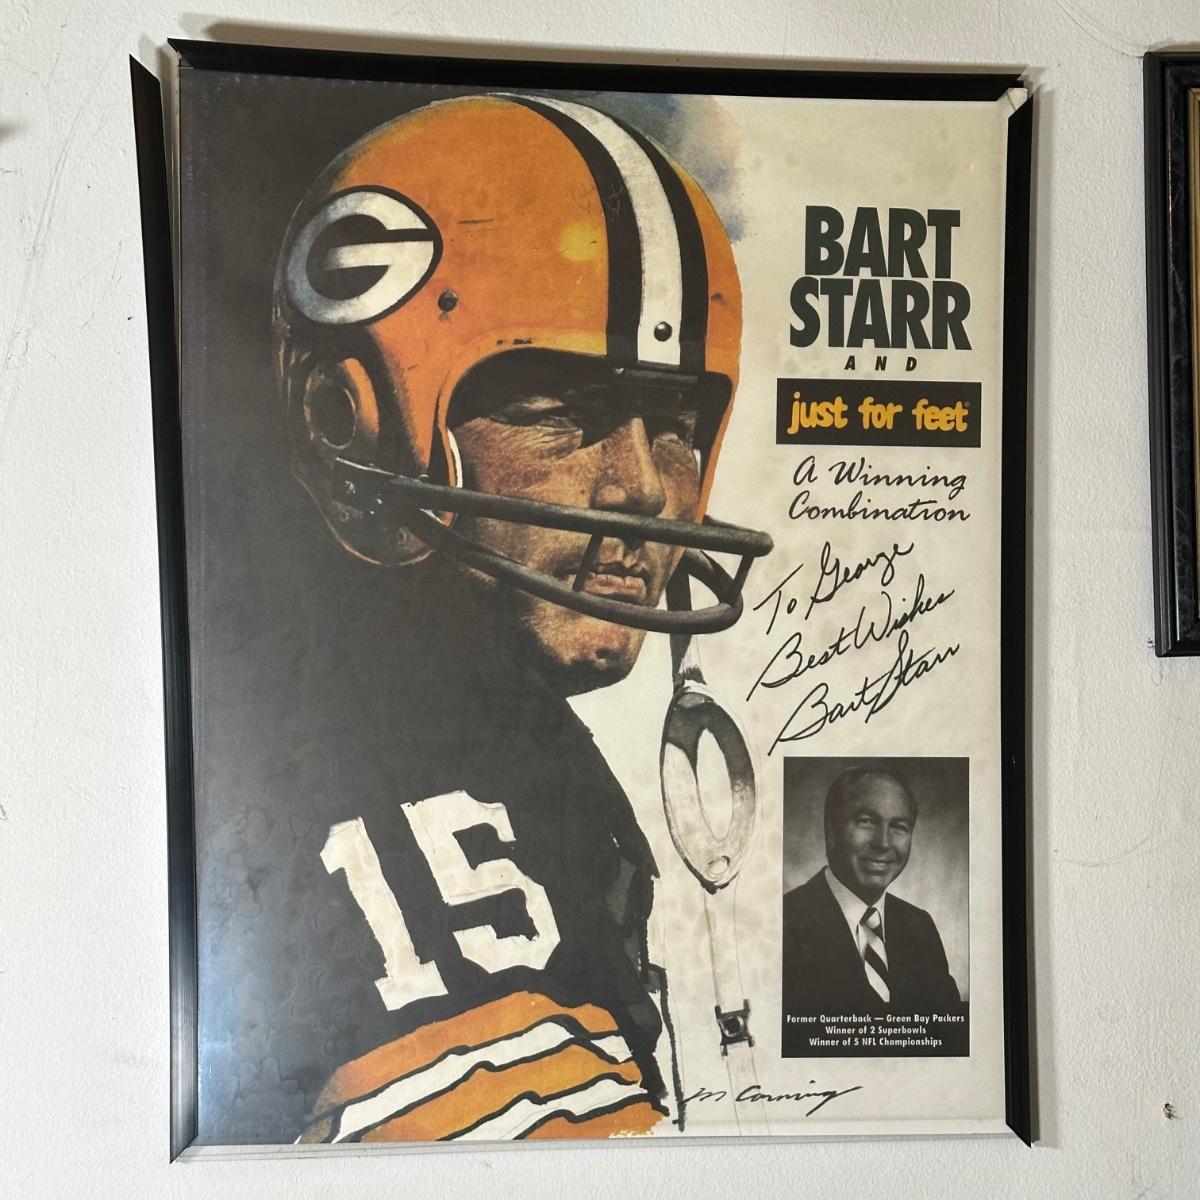 G
15
BART
STARR
AND
just for feet®
A Winning
Combination
To George
Best Wishes
Bart Starr
Former Quarterback — Green Bay Packers
Winner of 2 Superbowls
Winner of 5 NFL Championships
M Corning